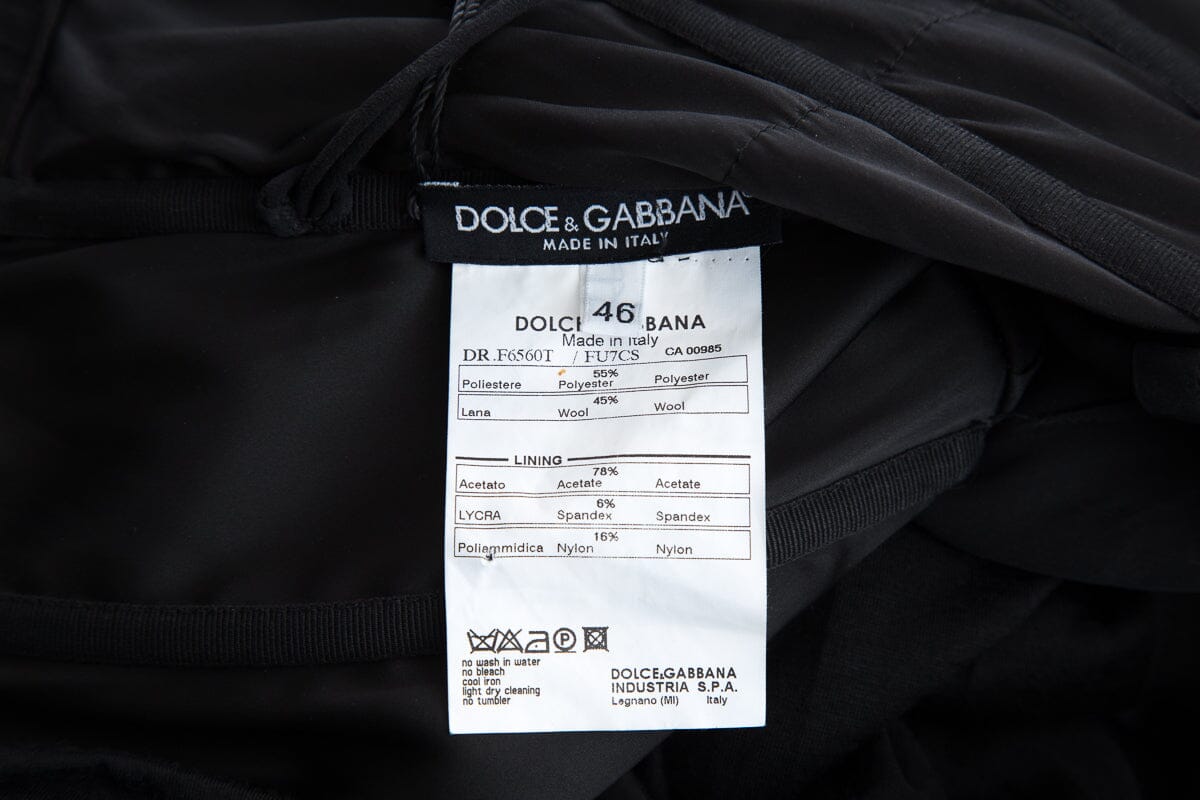 DOLCE & GABBANA
MADE IN ITALY
46
DOLC BANA
Made in Italy
DR.F6560T / FU7CS CA 00985
55%
Poliestere Polyester Polyester
45%
Lana Wool Wool
LINING
78%
Acetato Acetate Acetate
6%
LYCRA Spandex Spandex
16%
Poliammidica Nylon Nylon
P
no wash in water
no bleach
cool iron
light dry cleaning
no tumbler
DOLCE&GABBANA
INDUSTRIA S.P.A.
Legnano (MI) Italy